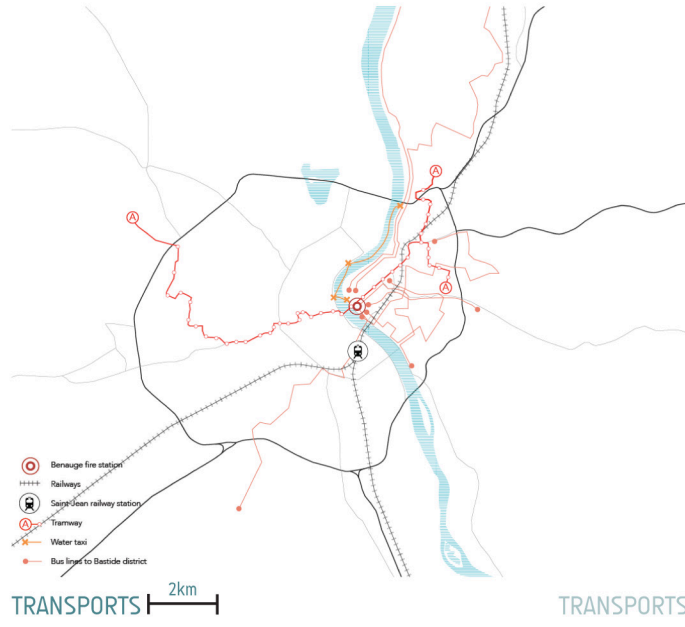 A
A
A
Benauge fire station
Railways
Saint-Jean railway station
A Tramway
Water taxi
Bus lines to Bastide district
TRANSPORTS 2km
TRANSPORTS